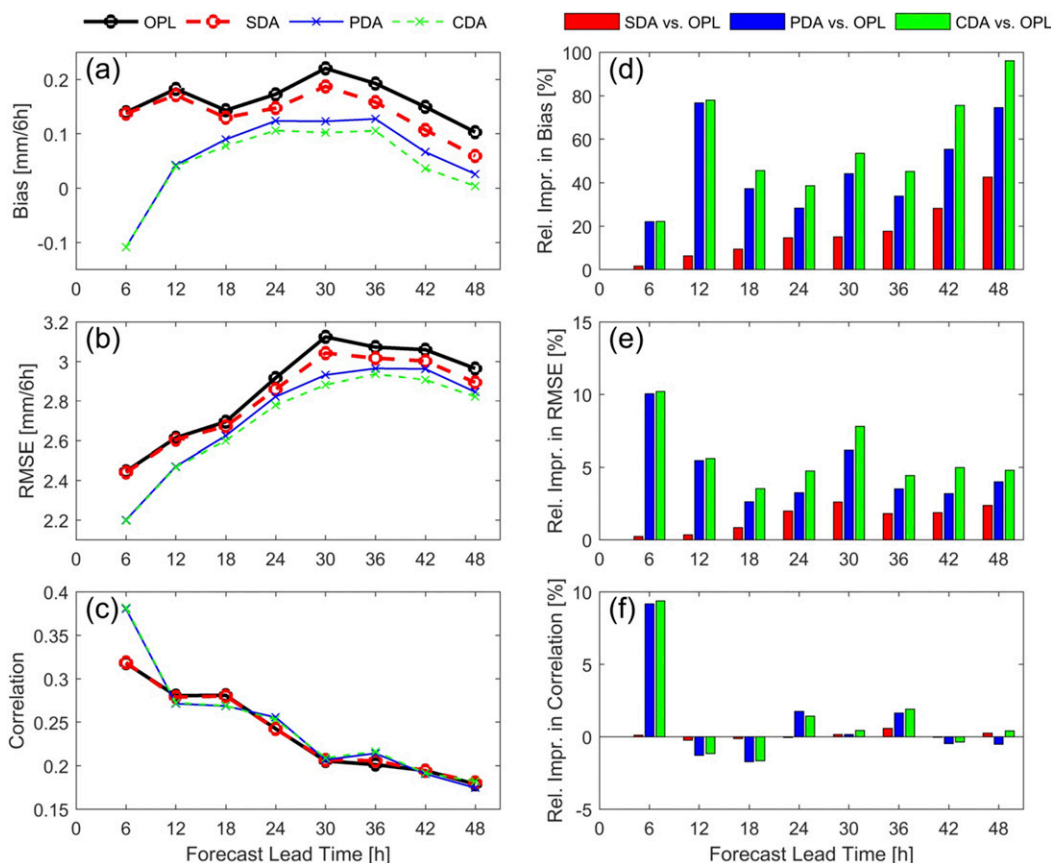 OPL SDA PDA CDA
SDA vs. OPL PDA vs. OPL CDA vs. OPL
(a)
Bias [mm/6h]
0.2
0.1
0
-0.1
0 6 12 18 24 30 36 42 48
(d)
Rel. Impr. in Bias [%]
100
80
60
40
20
0
0 6 12 18 24 30 36 42 48
(b)
RMSE [mm/6h]
3.2
3
2.8
2.6
2.4
2.2
0 6 12 18 24 30 36 42 48
(e)
Rel. Impr. in RMSE [%]
15
10
5
0
0 6 12 18 24 30 36 42 48
(c)
Correlation
0.4
0.35
0.3
0.25
0.2
0.15
0 6 12 18 24 30 36 42 48
Forecast Lead Time [h]
(f)
Rel. Impr. in Correlation [%]
10
5
0
-5
0 6 12 18 24 30 36 42 48
Forecast Lead Time [h]